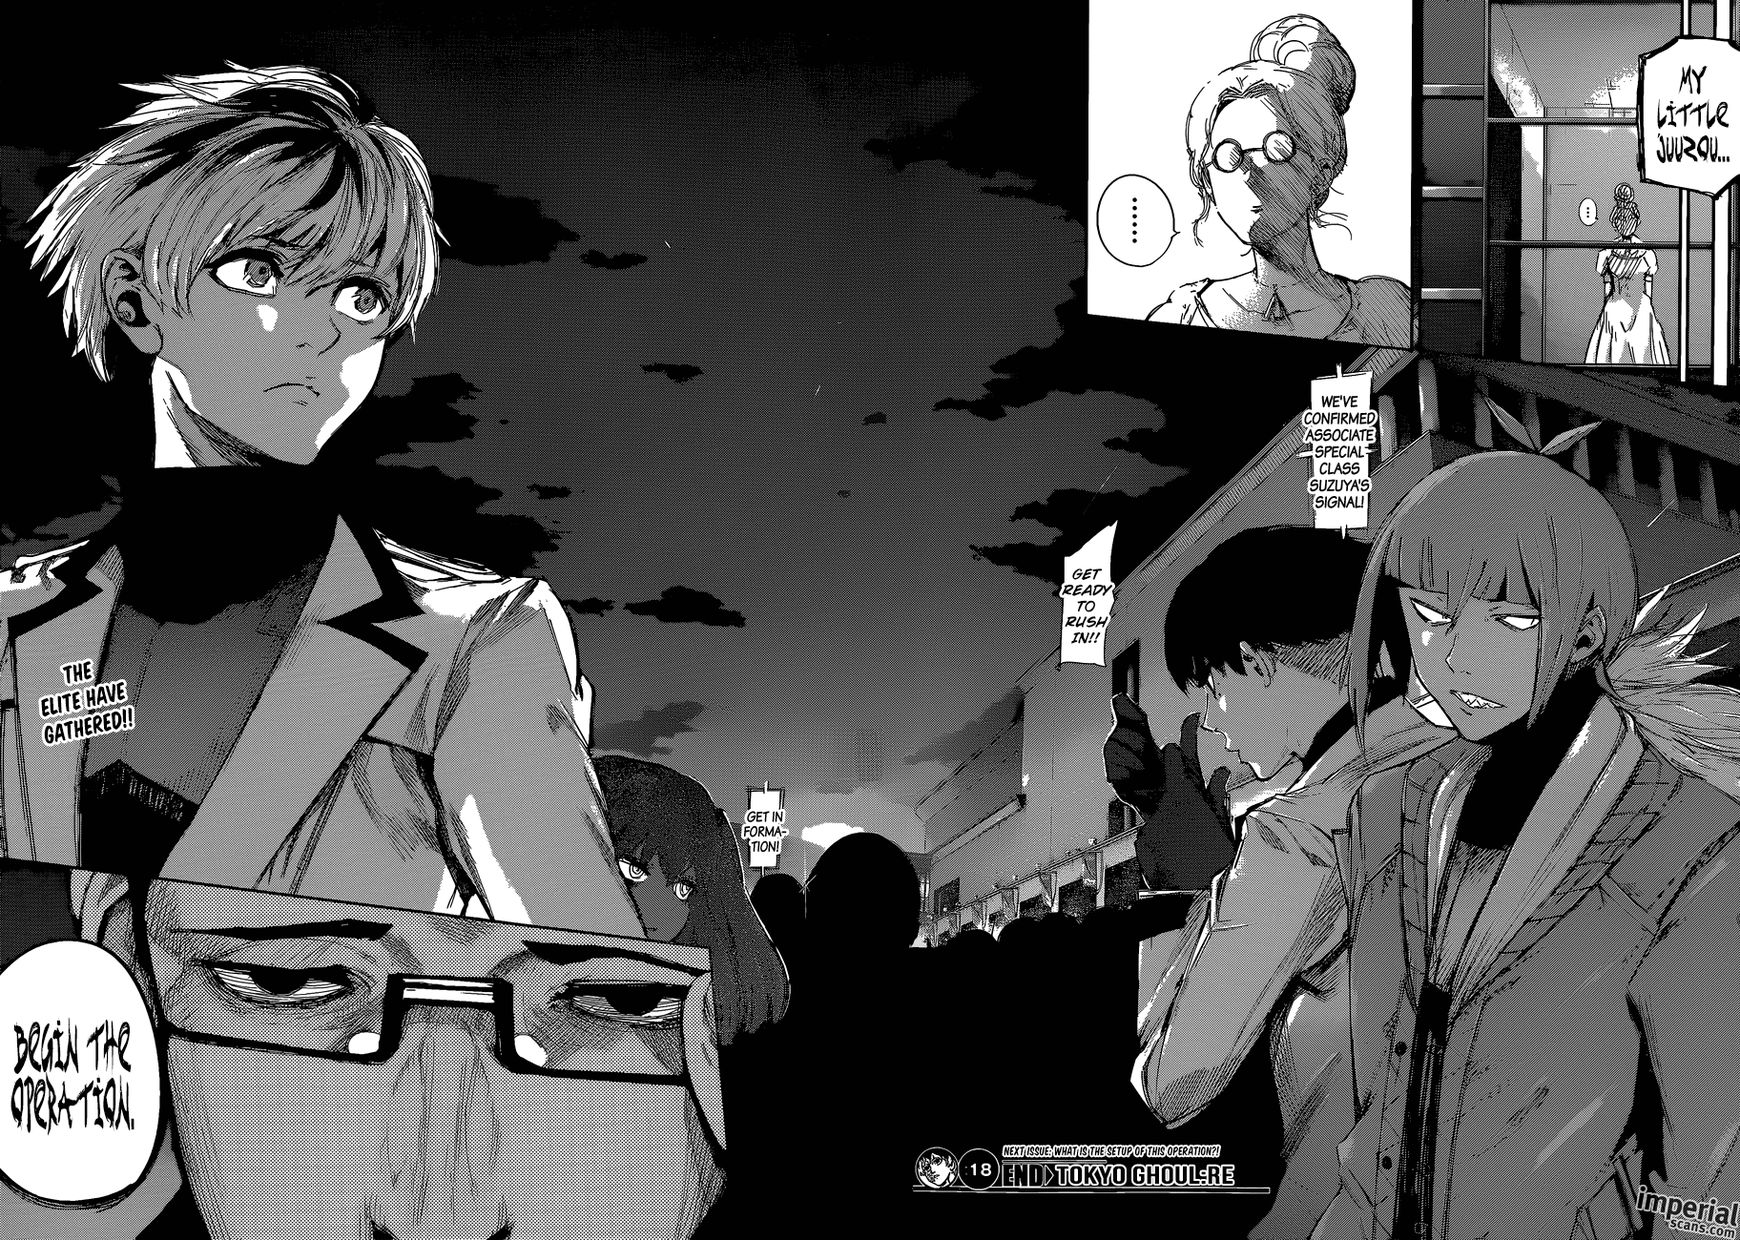 MY
LITTLE
JUUZOU...
...
......
WE'VE
CONFIRMED
ASSOCIATE
SPECIAL
CLASS
SUZUYA'S
SIGNAL!
GET
READY
TO
RUSH
IN!!
GET IN
FORMA-
TION!
THE
ELITE HAVE
GATHERED!!
BEGIN THE
OPERATION.
NEXT ISSUE: WHAT IS THE SETUP OF THIS OPERATION?!
:18 END TOKYO GHOUL:RE
imperial
scans.com